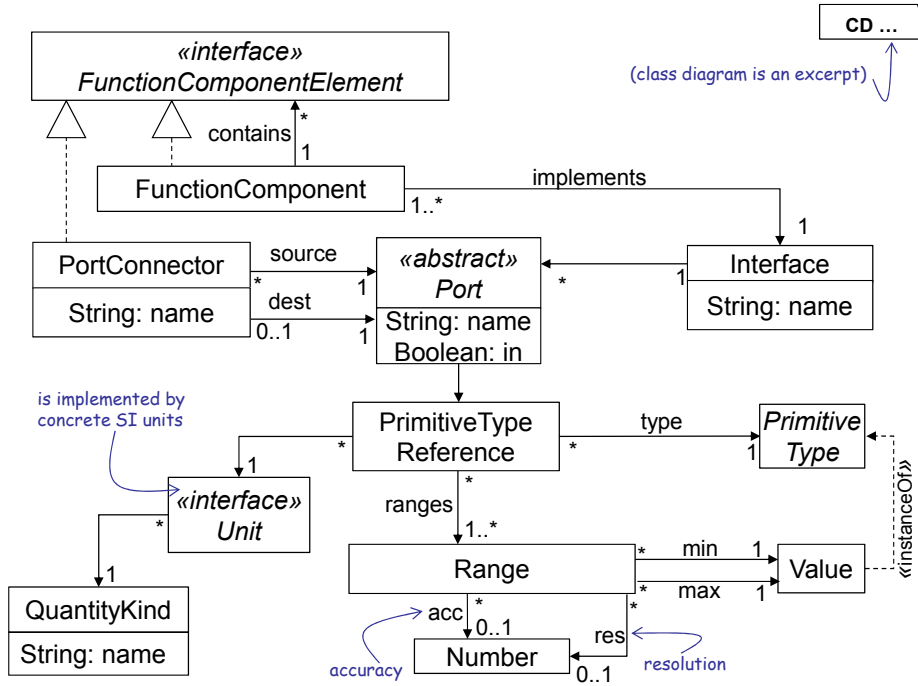 CD ...
«interface»
FunctionComponentElement
(class diagram is an excerpt)
contains
*
1
FunctionComponent
implements
1..*
1
PortConnector
String: name
source
*
1
dest
0..1
1
«abstract»
Port
String: name
Boolean: in
*
1
Interface
String: name
is implemented by
concrete SI units
PrimitiveType
Reference
*
1
type
*
1
Primitive
Type
«interface»
Unit
*
1
ranges
*
1..*
«instanceOf»
Range
*
min
1
*
max
1
Value
QuantityKind
String: name
acc
*
0..1
res
*
0..1
Number
accuracy
resolution